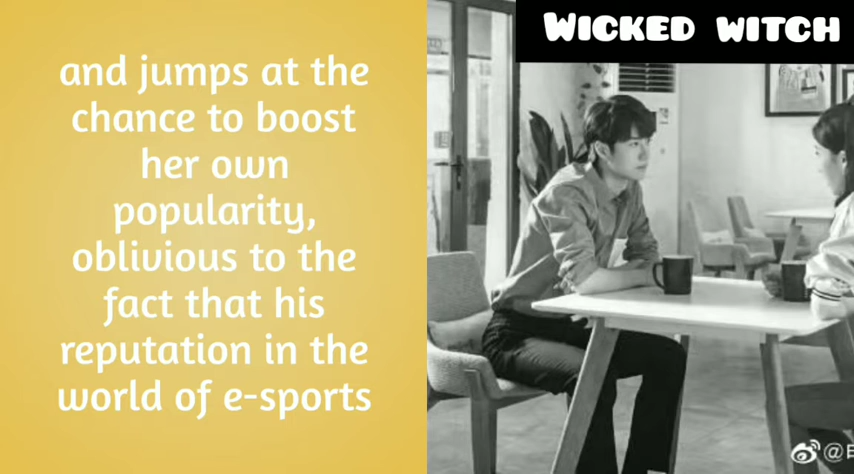 and jumps at the
chance to boost
her own
popularity,
oblivious to the
fact that his
reputation in the
world of e-sports
WICKED WITCH